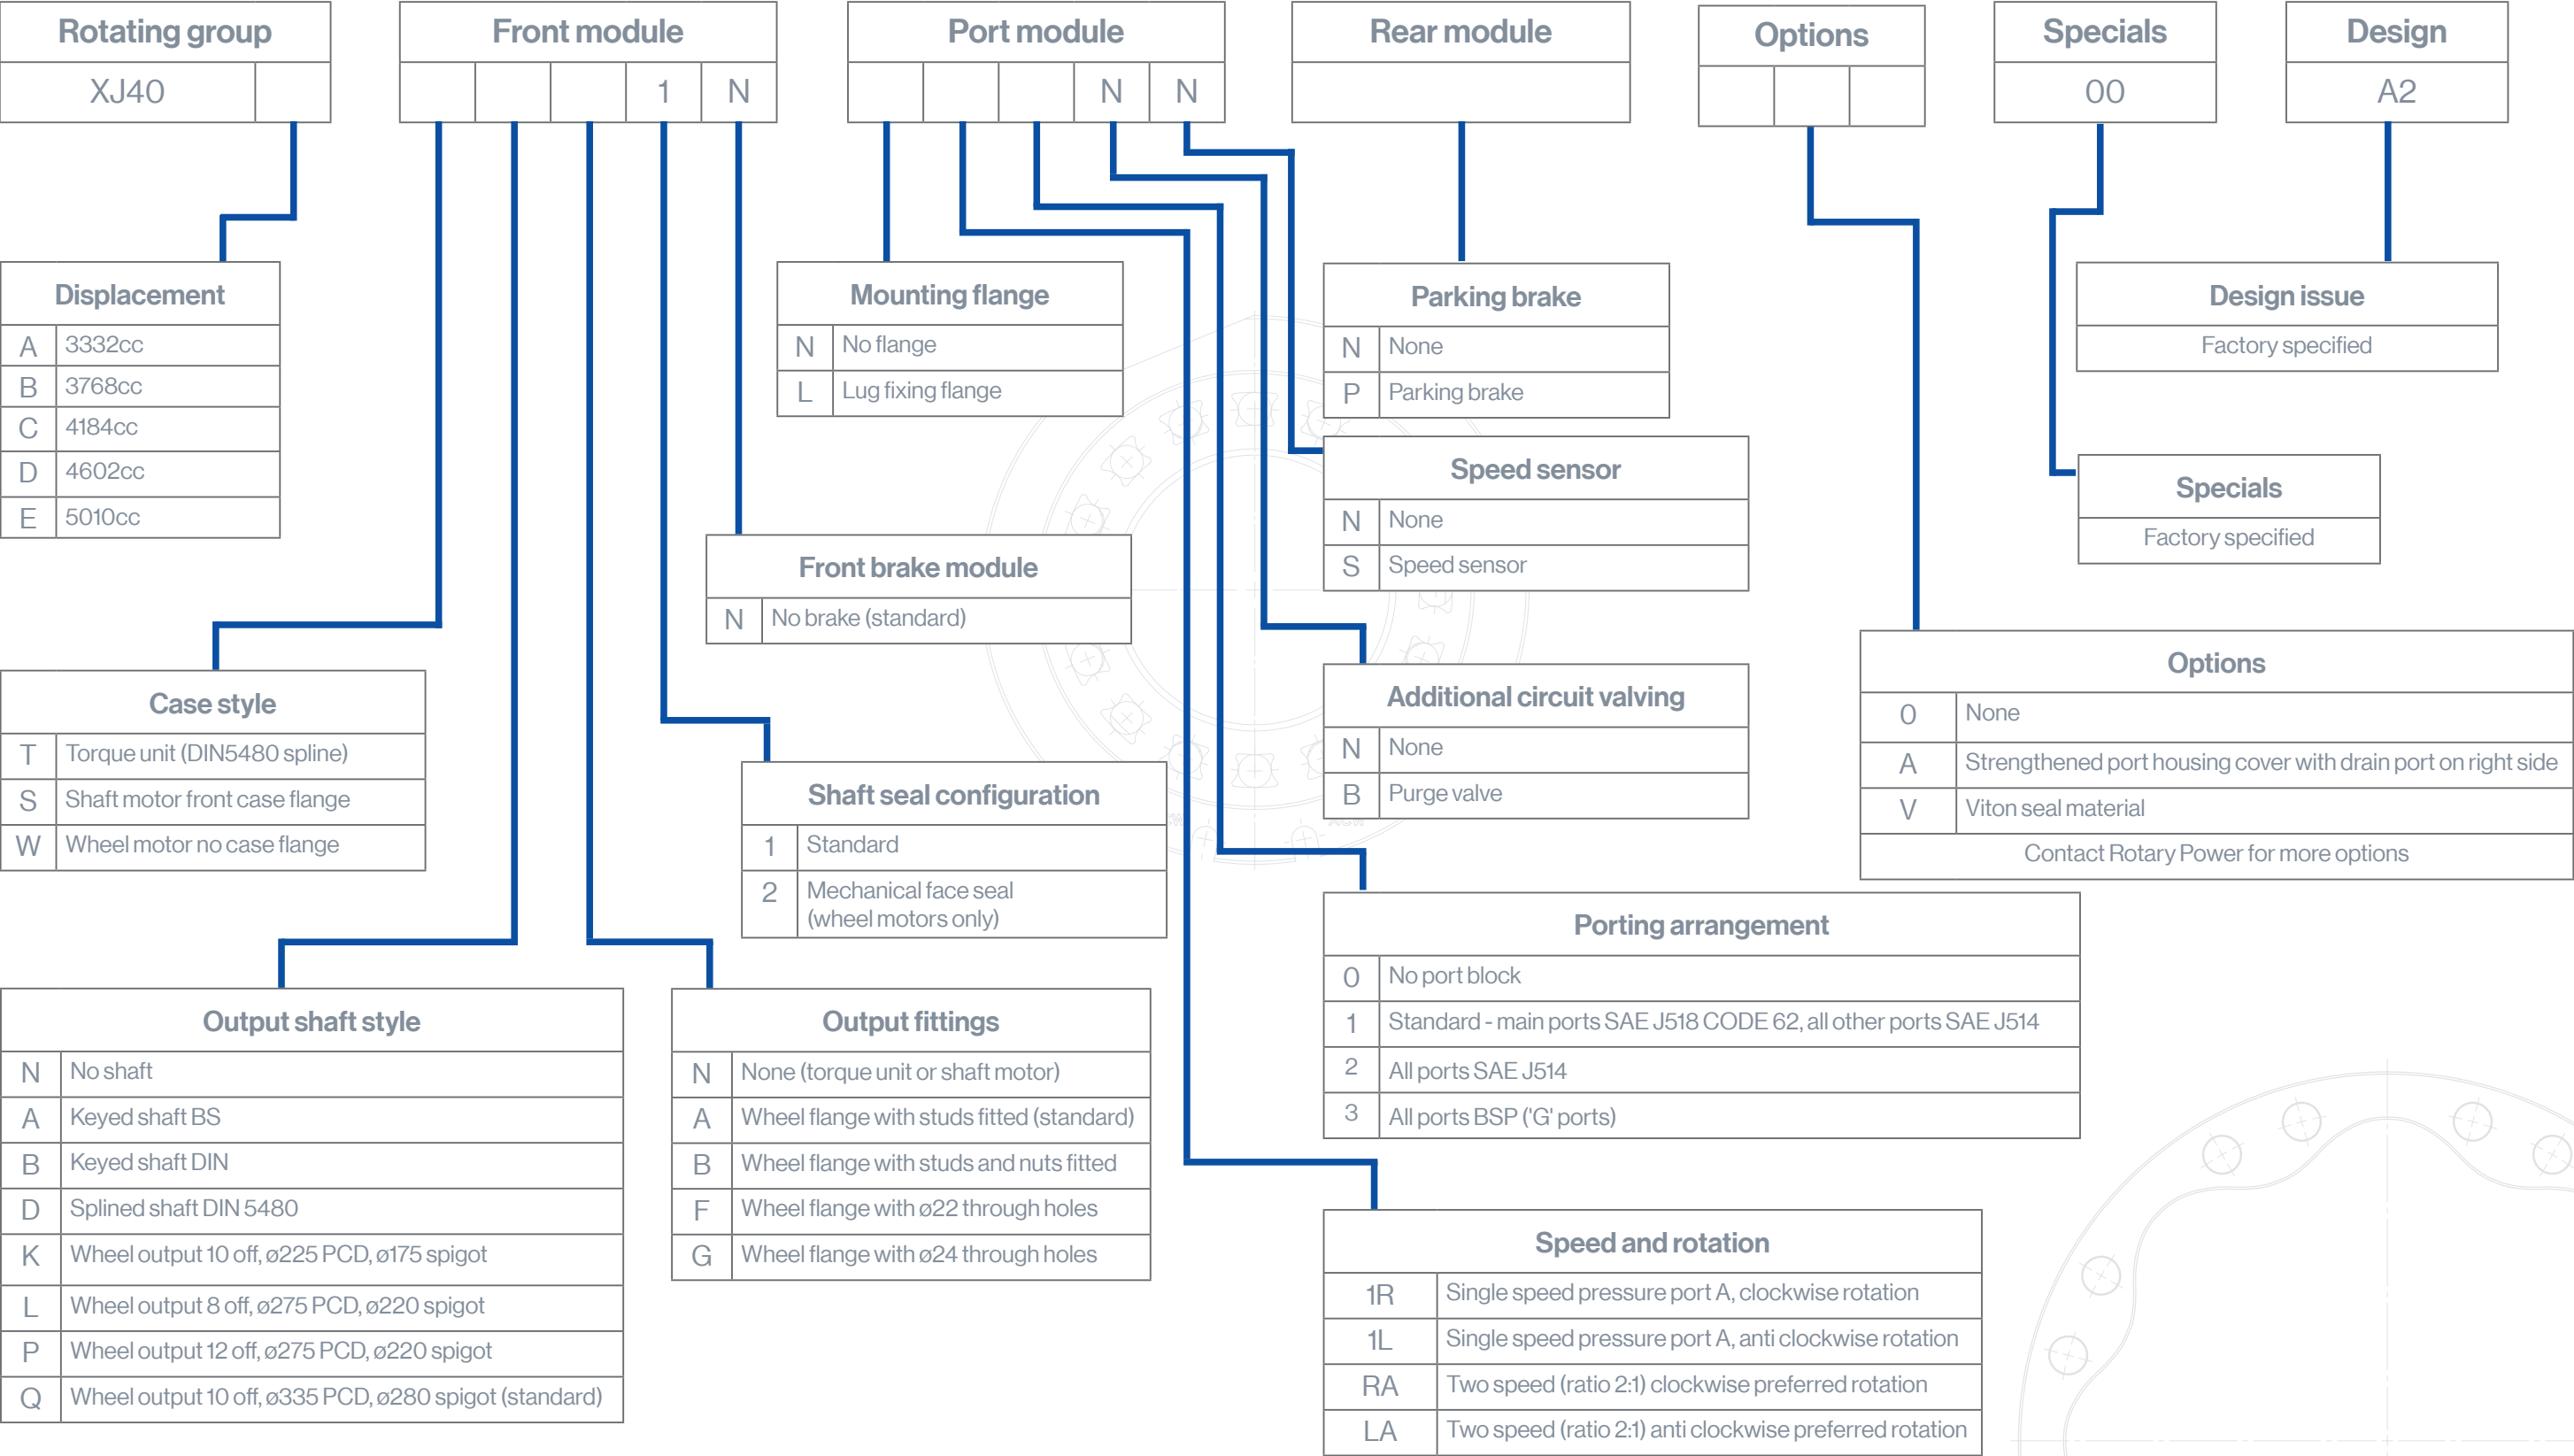 Rotating group
XJ40
Front module
1 N
Port module
N N
Rear module
Options
Specials
00
Design
A2
Displacement
A 3332cc
B 3768cc
C 4184cc
D 4602cc
E 5010cc
Mounting flange
N No flange
L Lug fixing flange
Parking brake
N None
P Parking brake
Design issue
Factory specified
Speed sensor
N None
S Speed sensor
Specials
Factory specified
Front brake module
N No brake (standard)
Case style
T Torque unit (DIN5480 spline)
S Shaft motor front case flange
W Wheel motor no case flange
Shaft seal configuration
1 Standard
2 Mechanical face seal
(wheel motors only)
Additional circuit valving
N None
B Purge valve
Options
0 None
A Strengthened port housing cover with drain port on right side
V Viton seal material
Contact Rotary Power for more options
Porting arrangement
0 No port block
1 Standard - main ports SAE J518 CODE 62, all other ports SAE J514
2 All ports SAE J514
3 All ports BSP ('G' ports)
Output shaft style
N No shaft
A Keyed shaft BS
B Keyed shaft DIN
D Splined shaft DIN 5480
K Wheel output 10 off, ø225 PCD, ø175 spigot
L Wheel output 8 off, ø275 PCD, ø220 spigot
P Wheel output 12 off, ø275 PCD, ø220 spigot
Q Wheel output 10 off, ø335 PCD, ø280 spigot (standard)
Output fittings
N None (torque unit or shaft motor)
A Wheel flange with studs fitted (standard)
B Wheel flange with studs and nuts fitted
F Wheel flange with ø22 through holes
G Wheel flange with ø24 through holes
Speed and rotation
1R Single speed pressure port A, clockwise rotation
1L Single speed pressure port A, anti clockwise rotation
RA Two speed (ratio 2:1) clockwise preferred rotation
LA Two speed (ratio 2:1) anti clockwise preferred rotation